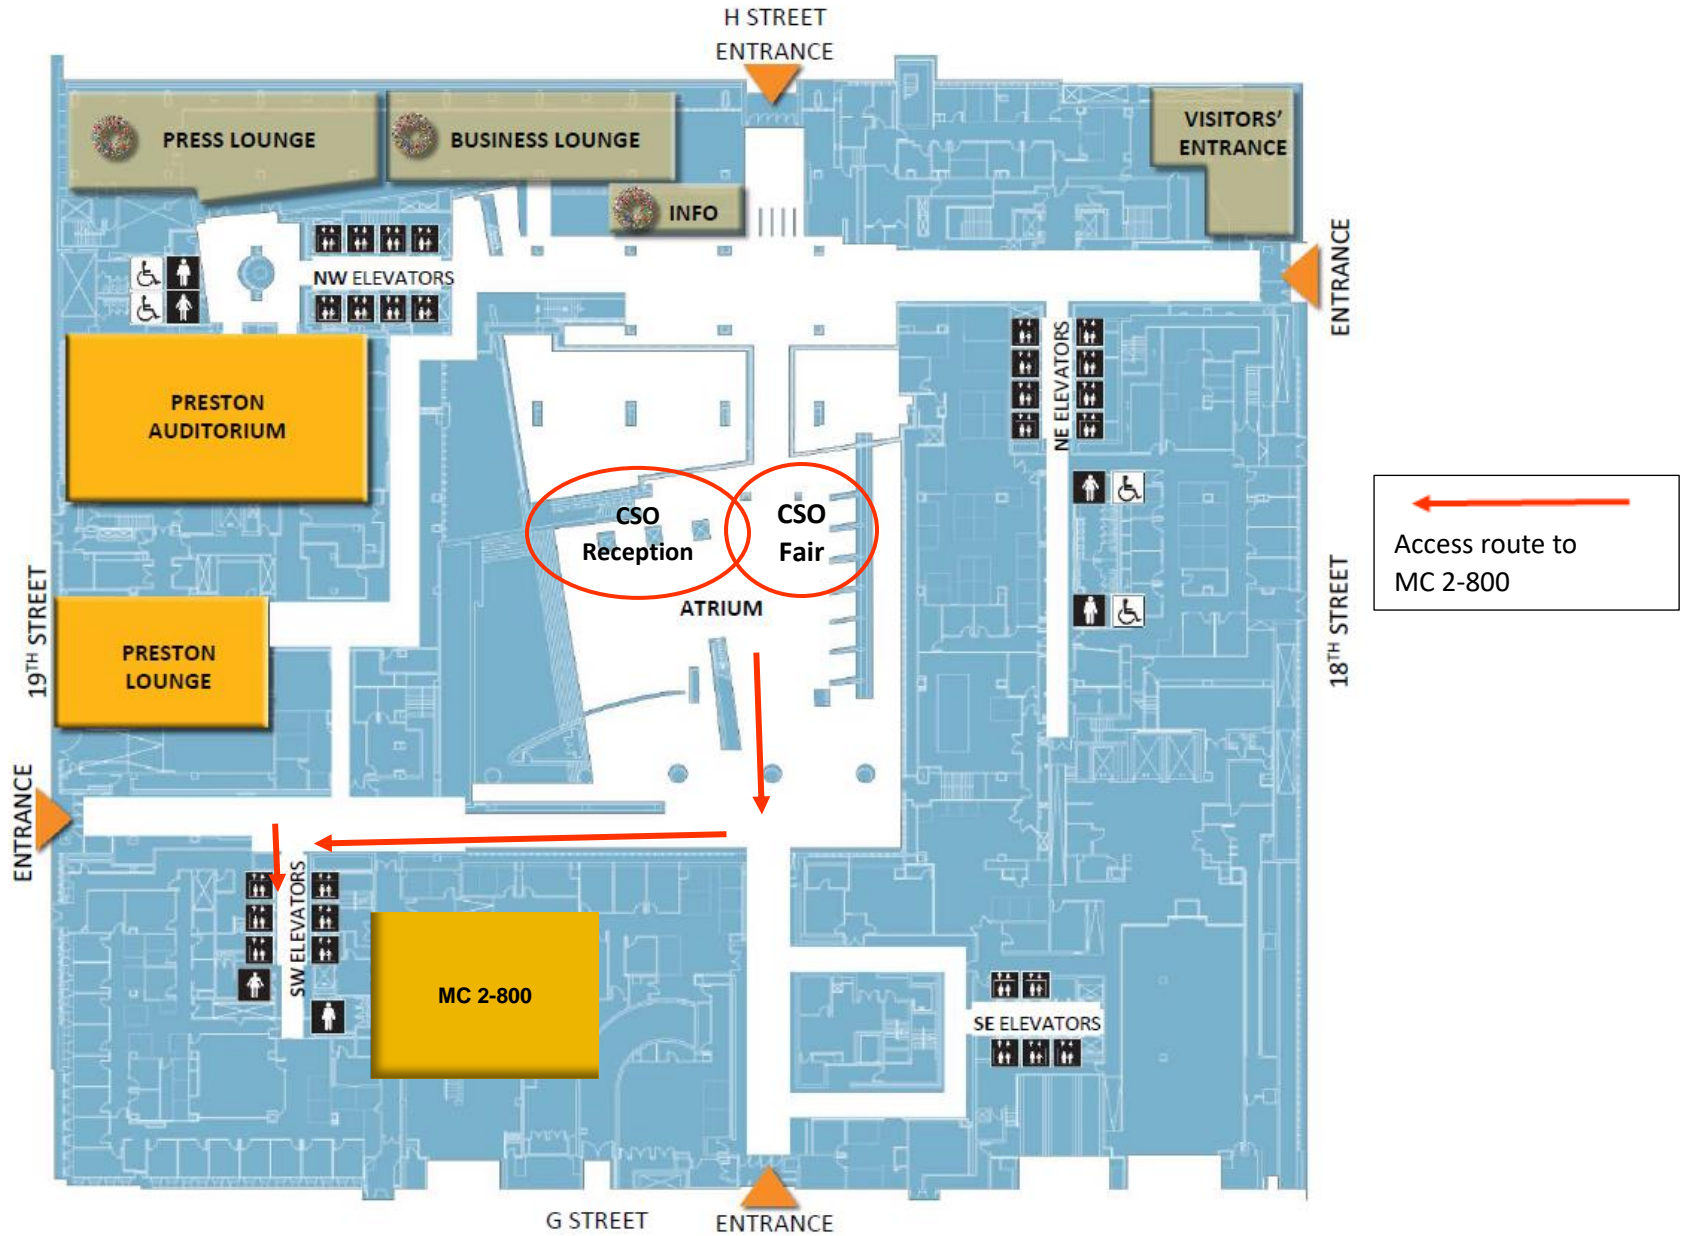 H STREET
ENTRANCE
PRESS LOUNGE
BUSINESS LOUNGE
INFO
VISITORS'
ENTRANCE
NW ELEVATORS
ENTRANCE
NE ELEVATORS
PRESTON
AUDITORIUM
CSO
Reception
CSO
Fair
ATRIUM
Access route to
MC 2-800
19TH STREET
18TH STREET
PRESTON
LOUNGE
ENTRANCE
SW ELEVATORS
MC 2-800
SE ELEVATORS
G STREET
ENTRANCE